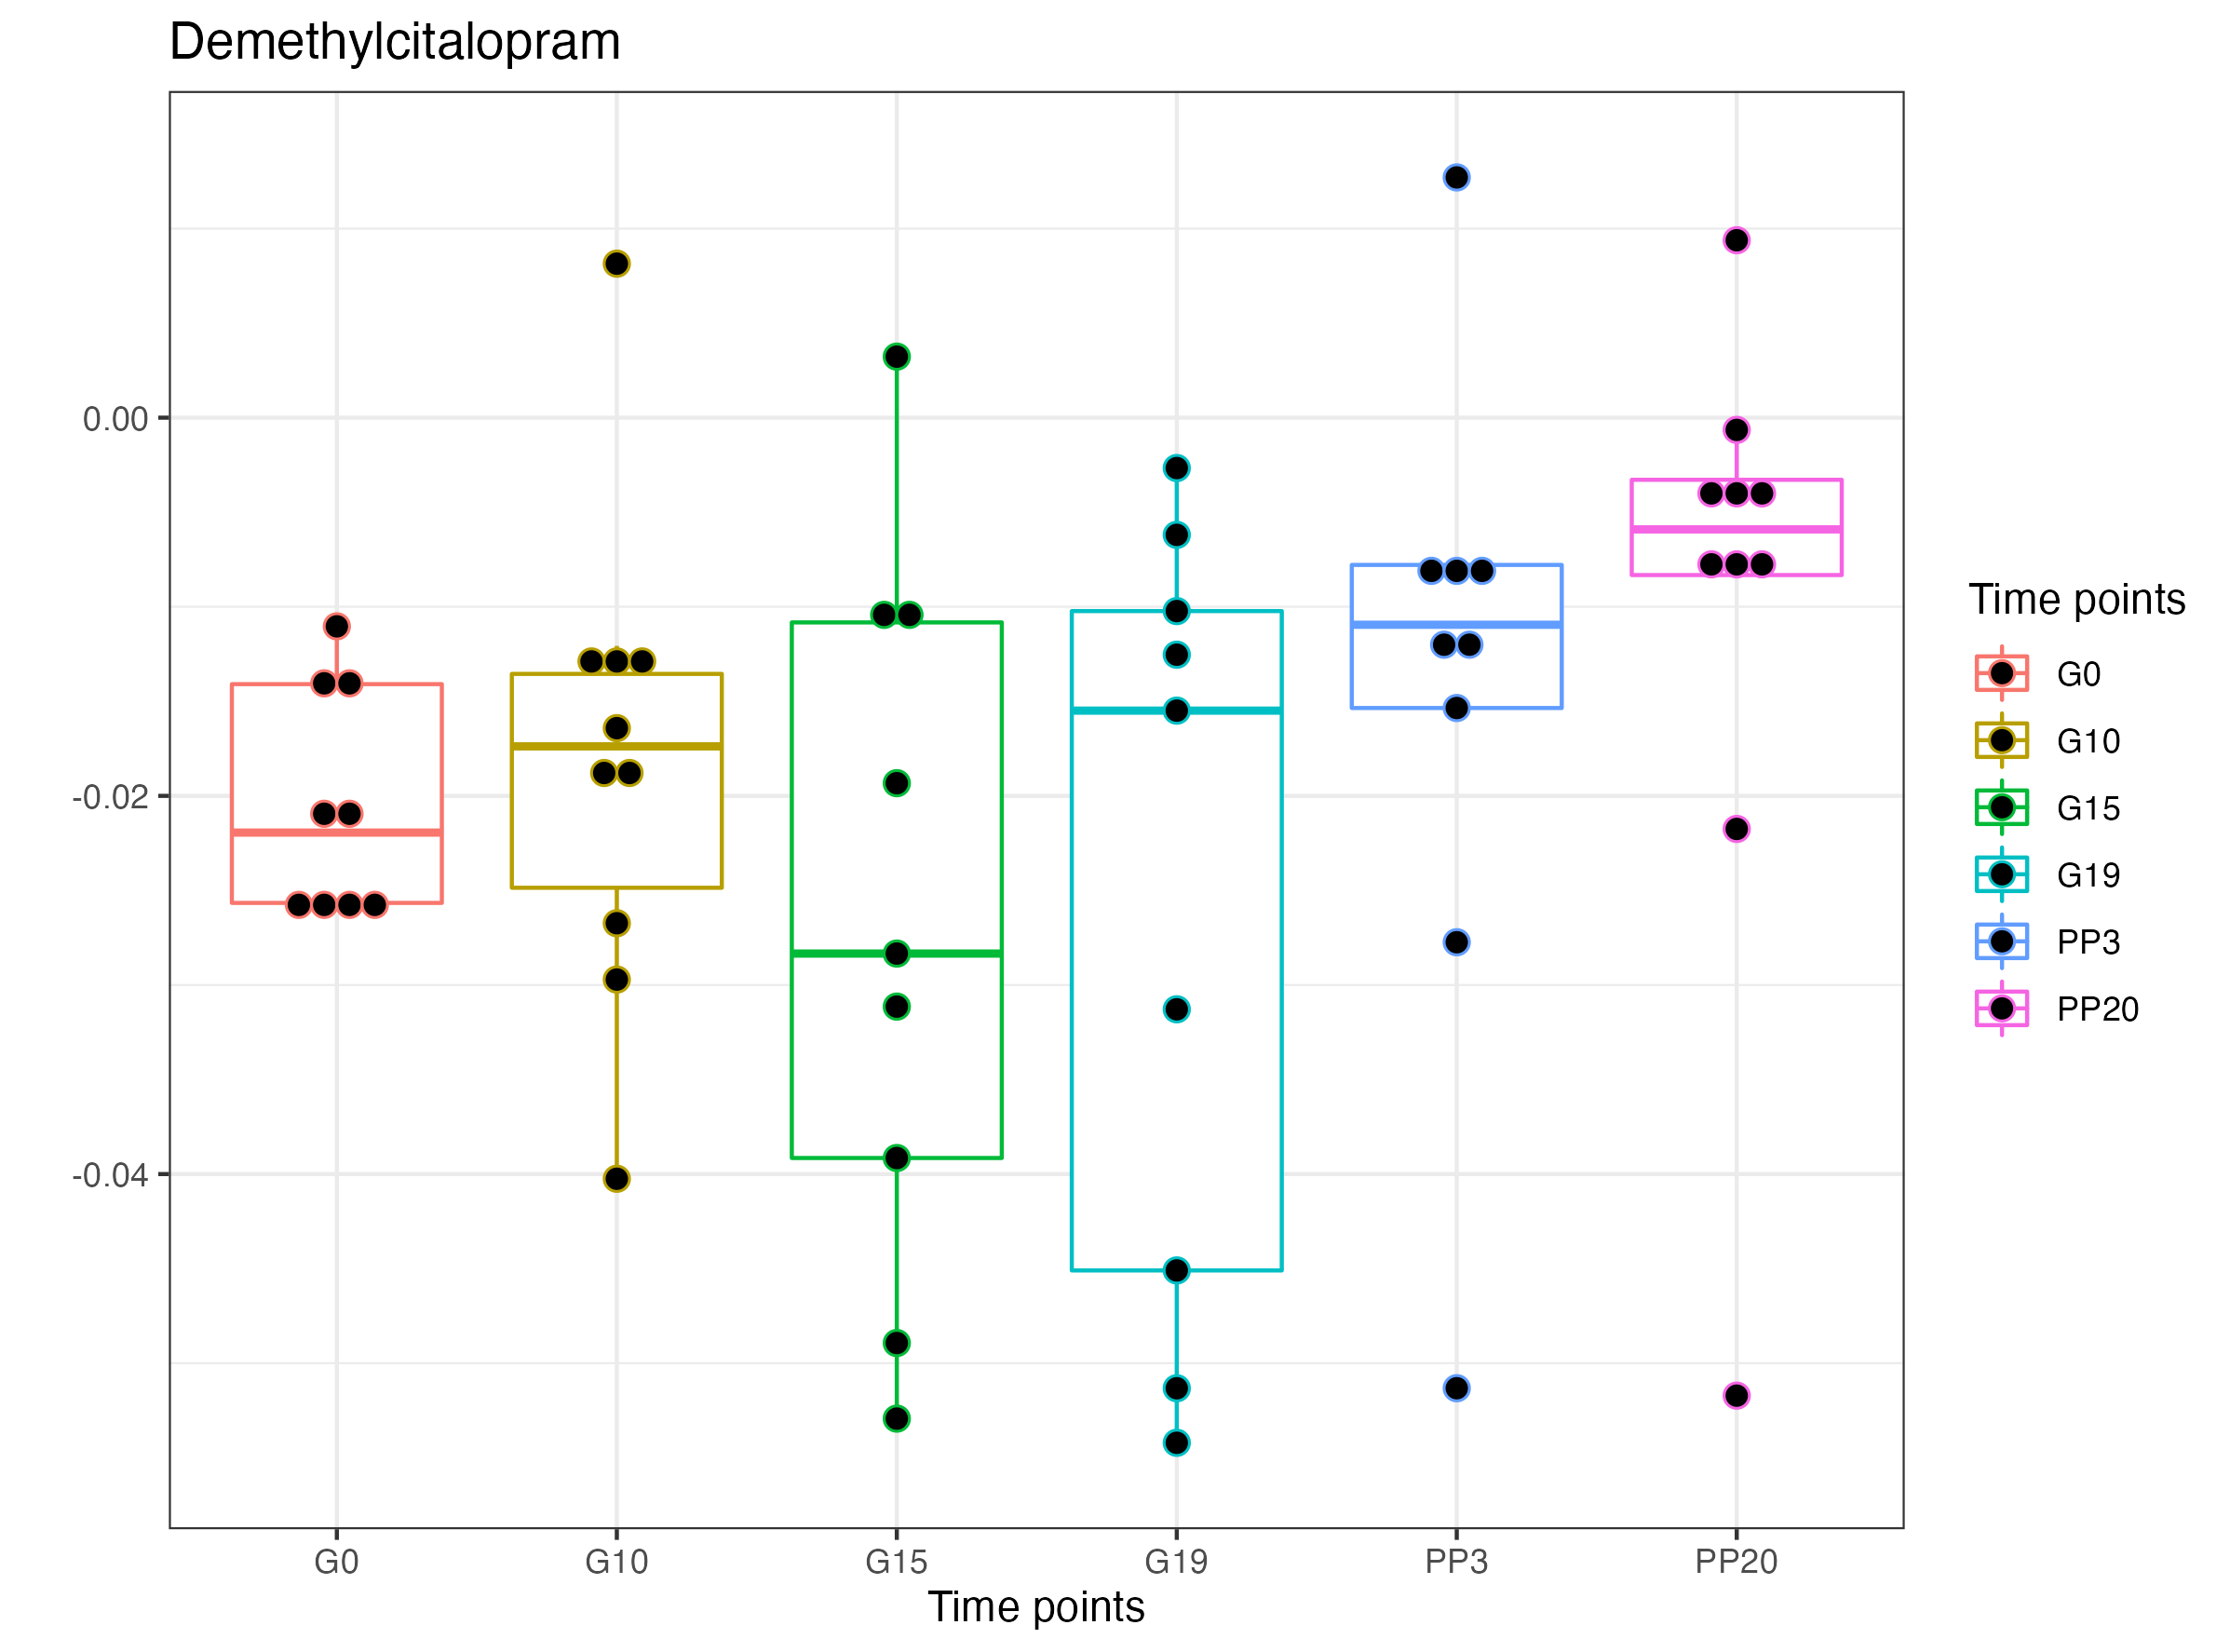 Demethylcitalopram
0.00
-0.02
-0.04
G0 G10 G15 G19 PP3 PP20
Time points
Time points
G0
G10
G15
G19
PP3
PP20